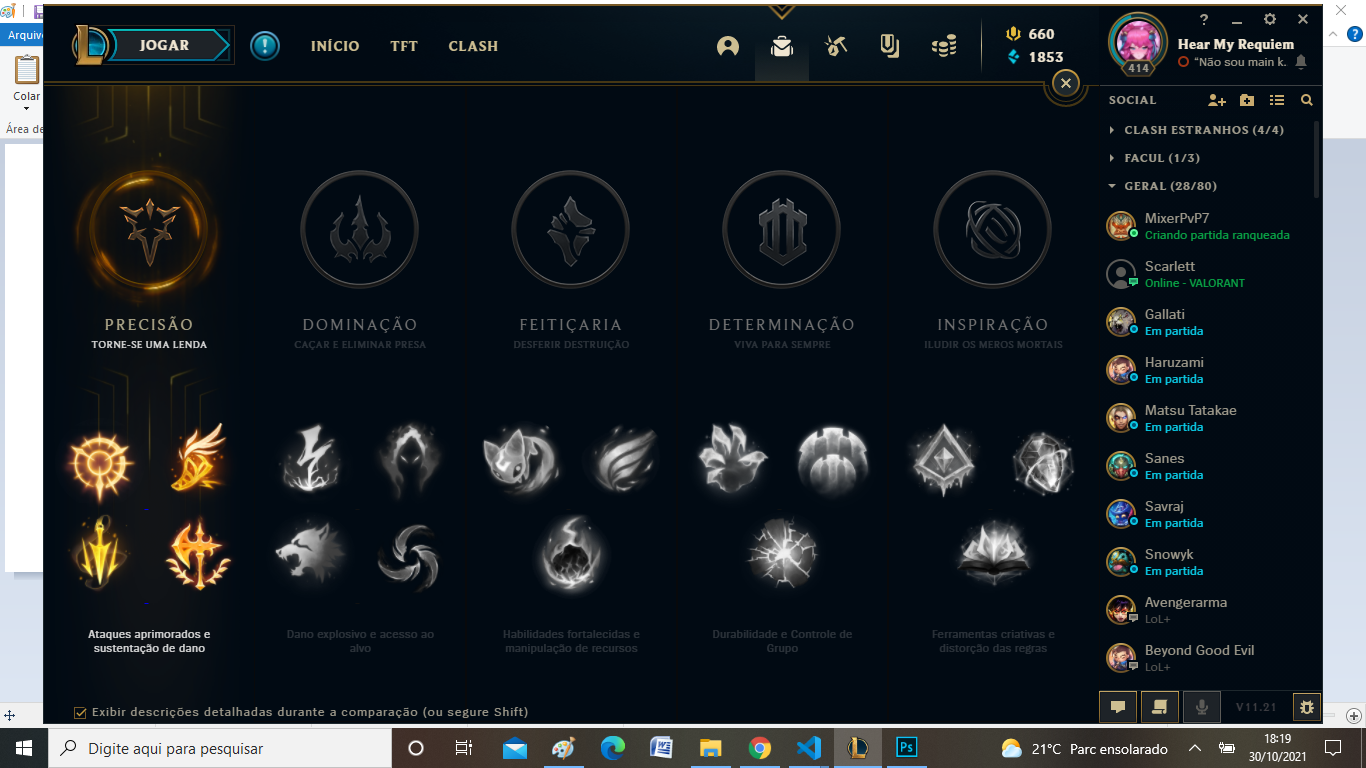 Arquivo
Colar
Área de
JOGAR
INÍCIO
TFT
CLASH
660
1853
414
Hear My Requiem
"Não sou main k.
SOCIAL
CLASH ESTRANHOS (4/4)
FACUL (1/3)
GERAL (28/80)
MixerPvP7
Criando partida ranqueada
Scarlett
Online - VALORANT
Gallati
Em partida
Haruzami
Em partida
Matsu Tatakae
Em partida
Sanes
Em partida
Savraj
Em partida
Snowyk
Em partida
Avengerarma
LoL+
Beyond Good Evil
LoL+
V11.21
PRECISÃO
TORNE-SE UMA LENDA
DOMINAÇÃO
CAÇAR E ELIMINAR PRESA
FEITIÇARIA
DESFERIR DESTRUIÇÃO
DETERMINAÇÃO
VIVA PARA SEMPRE
INSPIRAÇÃO
ILUDIR OS MEROS MORTAIS
Ataques aprimorados e
sustentação de dano
Dano explosivo e acesso ao
alvo
Habilidades fortalecidas e
manipulação de recursos
Durabilidade e Controle de
Grupo
Ferramentas criativas e
distorção das regras
Exibir descrições detalhadas durante a comparação (ou segure Shift)
Digite aqui para pesquisar
Ps
21°C Parc ensolarado
18:19
30/10/2021